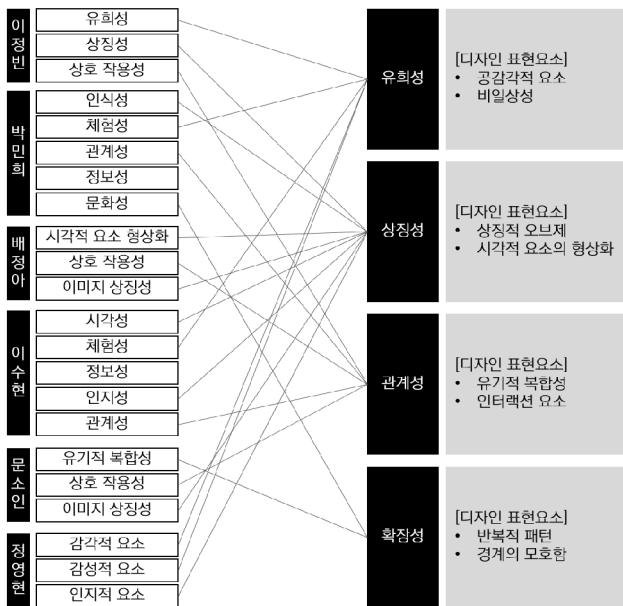 이정빈
유희성
상징성
상호 작용성
박민희
인식성
체험성
관계성
정보성
문화성
배정아
시각적 요소 형상화
상호 작용성
이미지 상징성
이수현
시각성
체험성
정보성
인지성
관계성
문소인
유기적 복합성
상호 작용성
이미지 상징성
정영현
감각적 요소
감성적 요소
인지적 요소
유희성
[디자인 표현요소]
• 공감각적 요소
• 비일상성
상징성
[디자인 표현요소]
• 상징적 오브제
• 시각적 요소의 형상화
관계성
[디자인 표현요소]
• 유기적 복합성
• 인터랙션 요소
확장성
[디자인 표현요소]
• 반복적 패턴
• 경계의 모호함